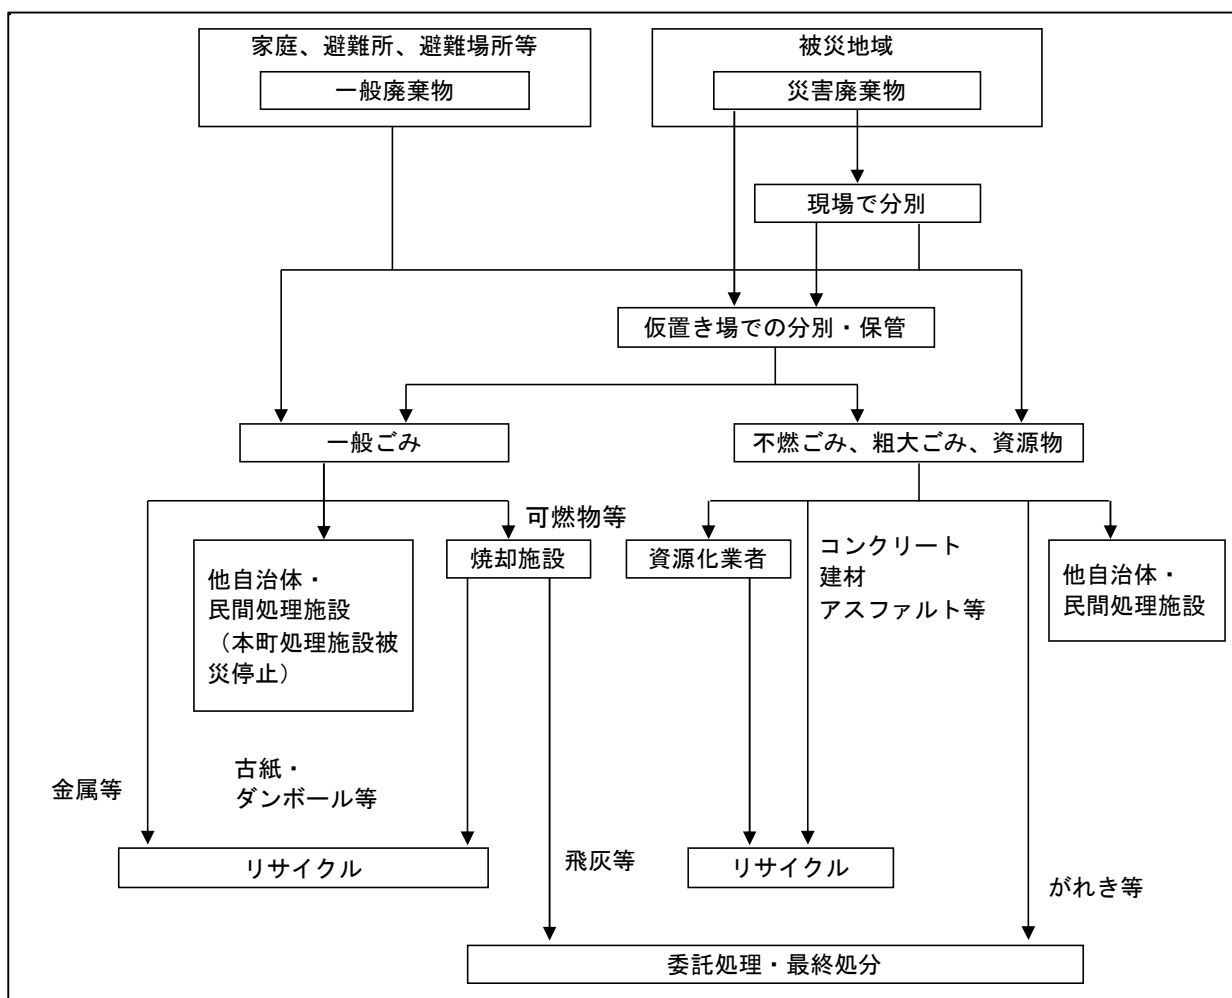 家庭、避難所、避難場所等
一般廃棄物
被災地域
災害廃棄物
現場で分別
仮置き場での分別・保管
一般ごみ
不燃ごみ、粗大ごみ、資源物
可燃物等
他自治体・
民間処理施設
（本町処理施設被
災停止）
焼却施設
資源化業者
コンクリート
建材
アスファルト等
他自治体・
民間処理施設
金属等
古紙・
ダンボール等
リサイクル
飛灰等
リサイクル
がれき等
委託処理・最終処分